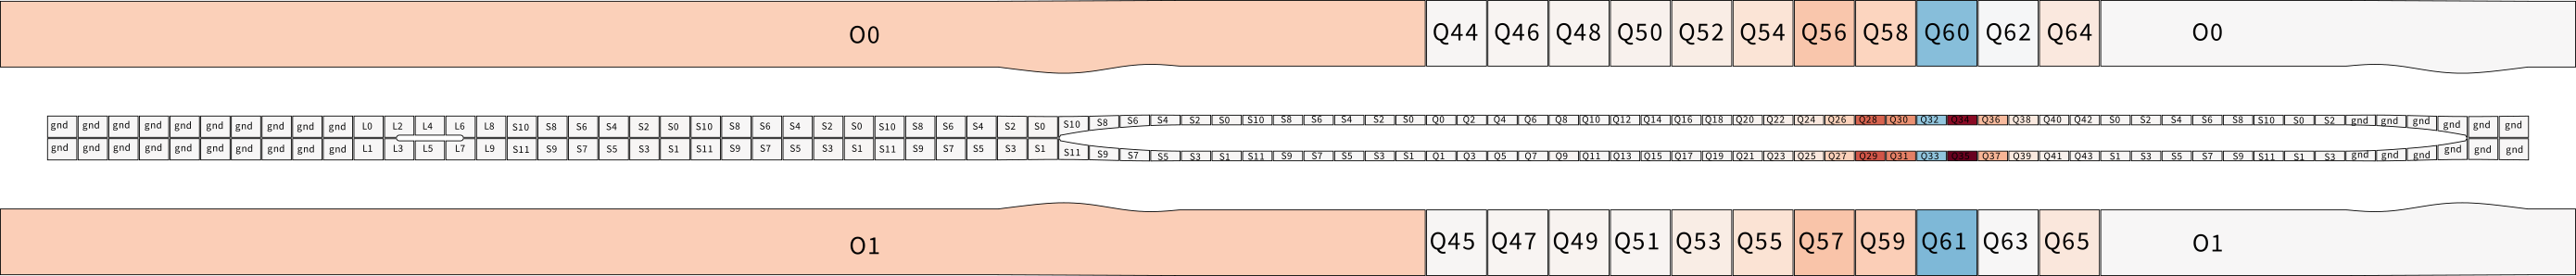 O0 Q44 Q46 Q48 Q50 Q52 Q54 Q56 Q58 Q60 Q62 Q64 O0
gnd gnd gnd gnd gnd gnd gnd gnd gnd gnd L0 L2 L4 L6 L8 S10 S8 S6 S4 S2 S0 S10 S8 S6 S4 S2 S0 S10 S8 S6 S4 S2 S0 S10 S8 S6 S4 S2 S0 S10 S8 S6 S4 S2 S0 Q0 Q2 Q4 Q6 Q8 Q10 Q12 Q14 Q16 Q18 Q20 Q22 Q24 Q26 Q28 Q30 Q32 Q34 Q36 Q38 Q40 Q42 S0 S2 S4 S6 S8 S10 S0 S2 gnd gnd gnd gnd gnd gnd
gnd gnd gnd gnd gnd gnd gnd gnd gnd gnd L1 L3 L5 L7 L9 S11 S9 S7 S5 S3 S1 S11 S9 S7 S5 S3 S1 S11 S9 S7 S5 S3 S1 S11 S9 S7 S5 S3 S1 S11 S9 S7 S5 S3 S1 Q1 Q3 Q5 Q7 Q9 Q11 Q13 Q15 Q17 Q19 Q21 Q23 Q25 Q27 Q29 Q31 Q33 Q35 Q37 Q39 Q41 Q43 S1 S3 S5 S7 S9 S11 S1 S3 gnd gnd gnd gnd gnd gnd
O1 Q45 Q47 Q49 Q51 Q53 Q55 Q57 Q59 Q61 Q63 Q65 O1